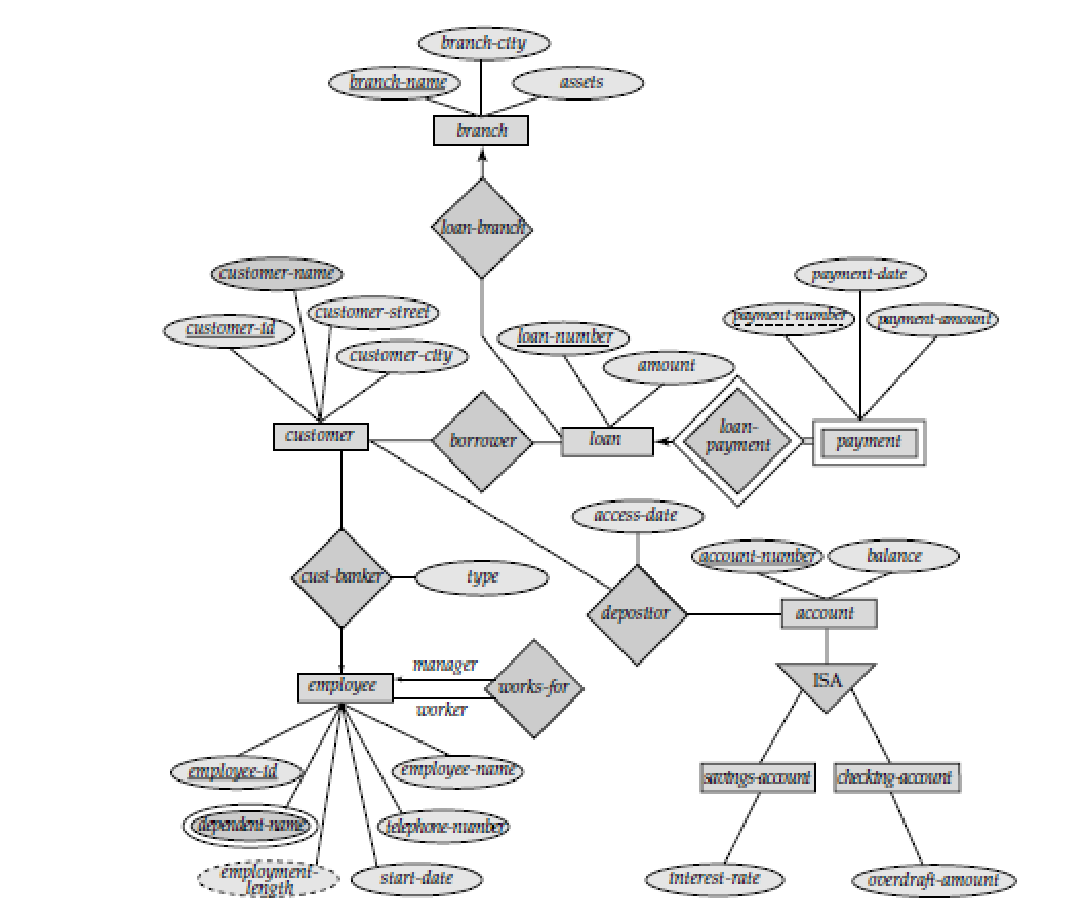 branch-city
branch-name
assets
branch
loan-branch
customer-name
payment-date
customer-street
customer-id
payment-number
payment-amount
loan-number
customer-city
amount
customer
borrower
loan
loan-
payment
payment
access-date
account-number
balance
cust-banker
type
depositor
account
manager
employee
works-for
ISA
worker
employee-id
employee-name
savings-account
checking-account
dependent-name
telephone-number
employment-
length
start-date
interest-rate
overdraft-amount